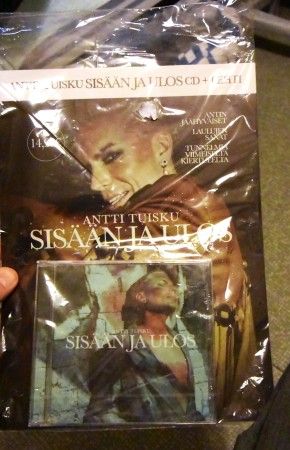 ANTTI TUISKU SISÄÄN JA ULOS CD + LEHTI
ANTIN
JÄÄHYVÄISET
LAULUJEN
SANAT
TUNNELMIA
VIIMEISELTÄ
KIERTUEELTA
ANTTI TUISKU
SISÄÄN JA ULOS
ANTTI TUISKU
SISÄÄN JA ULOS